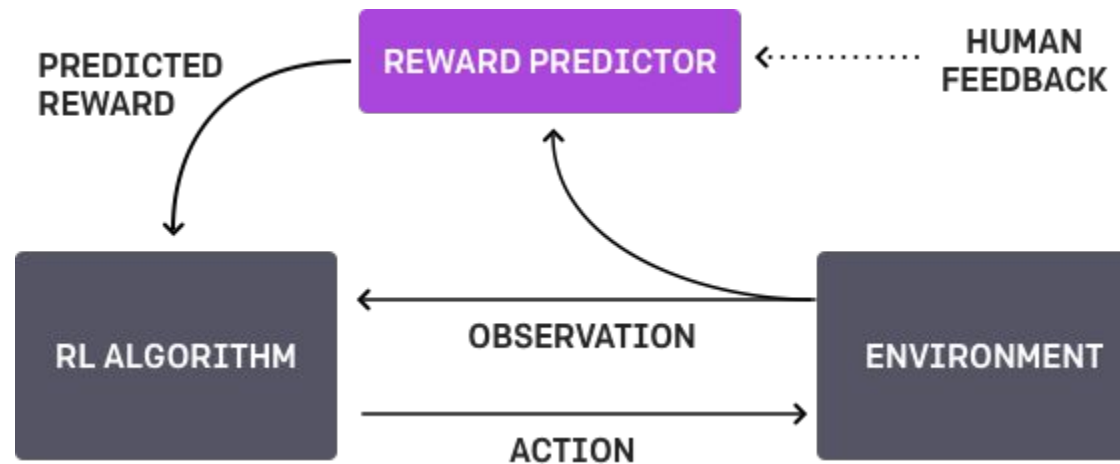 PREDICTED
REWARD
REWARD PREDICTOR
HUMAN
FEEDBACK
OBSERVATION
RL ALGORITHM
ENVIRONMENT
ACTION